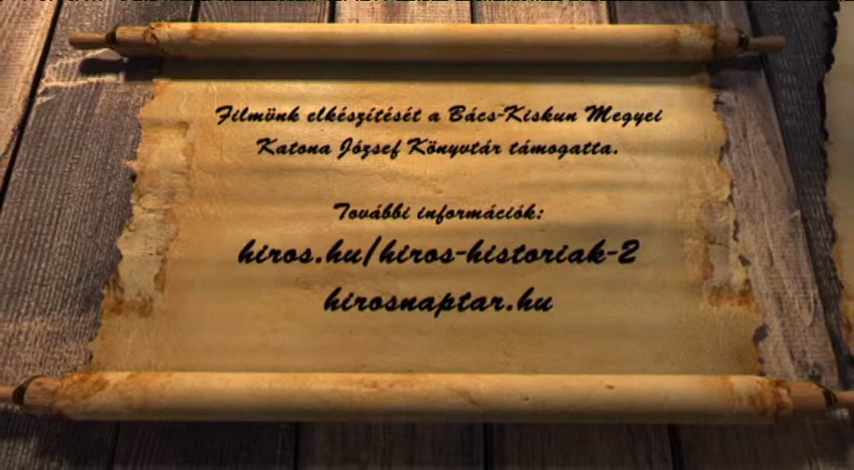 Filmünk elkészítését a Bács-Kiskun Megyei
Katona József Könyvtár támogatta.
További információk:
hiros.hu/hiros-historiak-2
hirosnaptar.hu